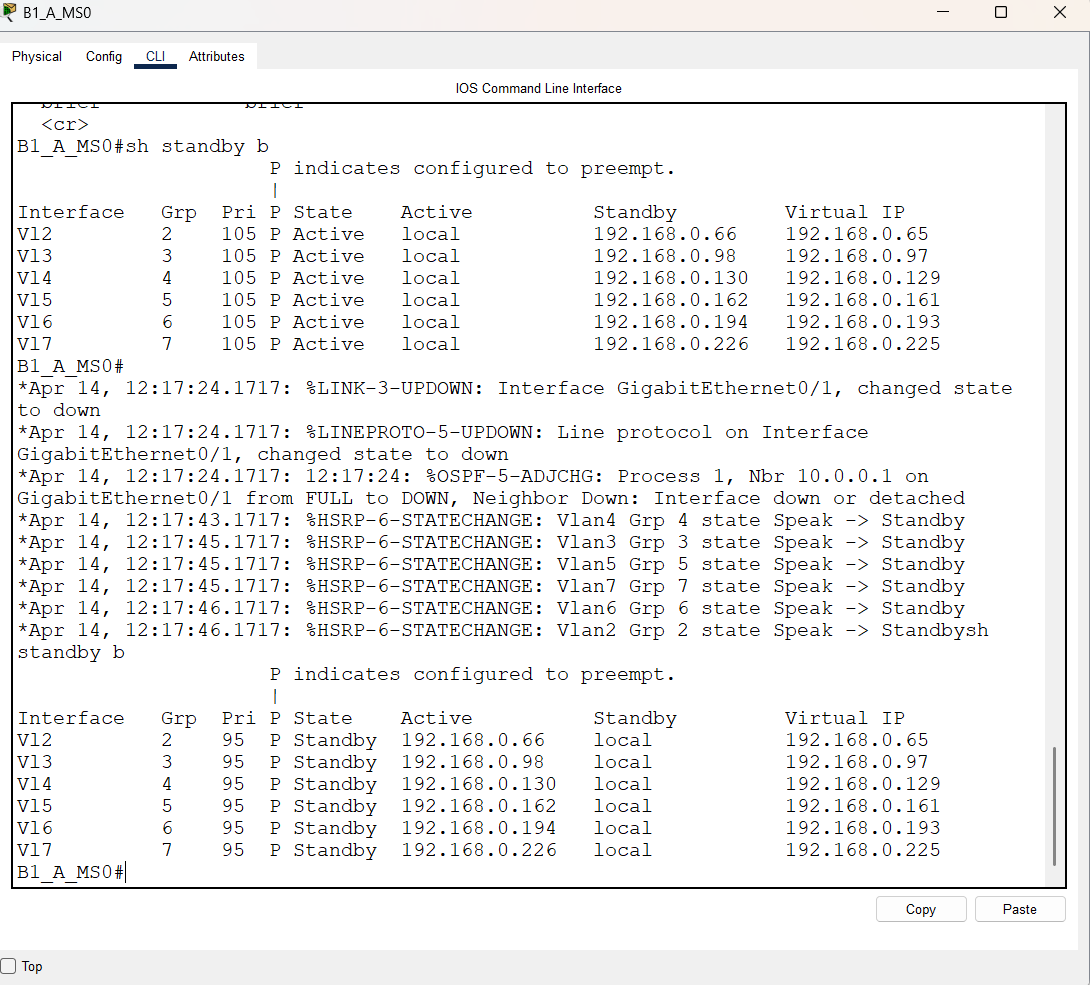 B1_A_MS0
Physical Config CLI Attributes
IOS Command Line Interface
brief brief
<cr>
B1_A_MS0#sh standby b
P indicates configured to preempt.
|
Interface Grp Pri P State Active Standby Virtual IP
Vl2 2 105 P Active local 192.168.0.66 192.168.0.65
Vl3 3 105 P Active local 192.168.0.98 192.168.0.97
Vl4 4 105 P Active local 192.168.0.130 192.168.0.129
Vl5 5 105 P Active local 192.168.0.162 192.168.0.161
Vl6 6 105 P Active local 192.168.0.194 192.168.0.193
Vl7 7 105 P Active local 192.168.0.226 192.168.0.225
B1_A_MS0#
*Apr 14, 12:17:24.1717: %LINK-3-UPDOWN: Interface GigabitEthernet0/1, changed state
to down
*Apr 14, 12:17:24.1717: %LINEPROTO-5-UPDOWN: Line protocol on Interface
GigabitEthernet0/1, changed state to down
*Apr 14, 12:17:24.1717: 12:17:24: %OSPF-5-ADJCHG: Process 1, Nbr 10.0.0.1 on
GigabitEthernet0/1 from FULL to DOWN, Neighbor Down: Interface down or detached
*Apr 14, 12:17:43.1717: %HSRP-6-STATECHANGE: Vlan4 Grp 4 state Speak -> Standby
*Apr 14, 12:17:45.1717: %HSRP-6-STATECHANGE: Vlan3 Grp 3 state Speak -> Standby
*Apr 14, 12:17:45.1717: %HSRP-6-STATECHANGE: Vlan5 Grp 5 state Speak -> Standby
*Apr 14, 12:17:45.1717: %HSRP-6-STATECHANGE: Vlan7 Grp 7 state Speak -> Standby
*Apr 14, 12:17:46.1717: %HSRP-6-STATECHANGE: Vlan6 Grp 6 state Speak -> Standby
*Apr 14, 12:17:46.1717: %HSRP-6-STATECHANGE: Vlan2 Grp 2 state Speak -> Standbysh
standby b
P indicates configured to preempt.
|
Interface Grp Pri P State Active Standby Virtual IP
Vl2 2 95 P Standby 192.168.0.66 local 192.168.0.65
Vl3 3 95 P Standby 192.168.0.98 local 192.168.0.97
Vl4 4 95 P Standby 192.168.0.130 local 192.168.0.129
Vl5 5 95 P Standby 192.168.0.162 local 192.168.0.161
Vl6 6 95 P Standby 192.168.0.194 local 192.168.0.193
Vl7 7 95 P Standby 192.168.0.226 local 192.168.0.225
B1_A_MS0#
Copy Paste
Top